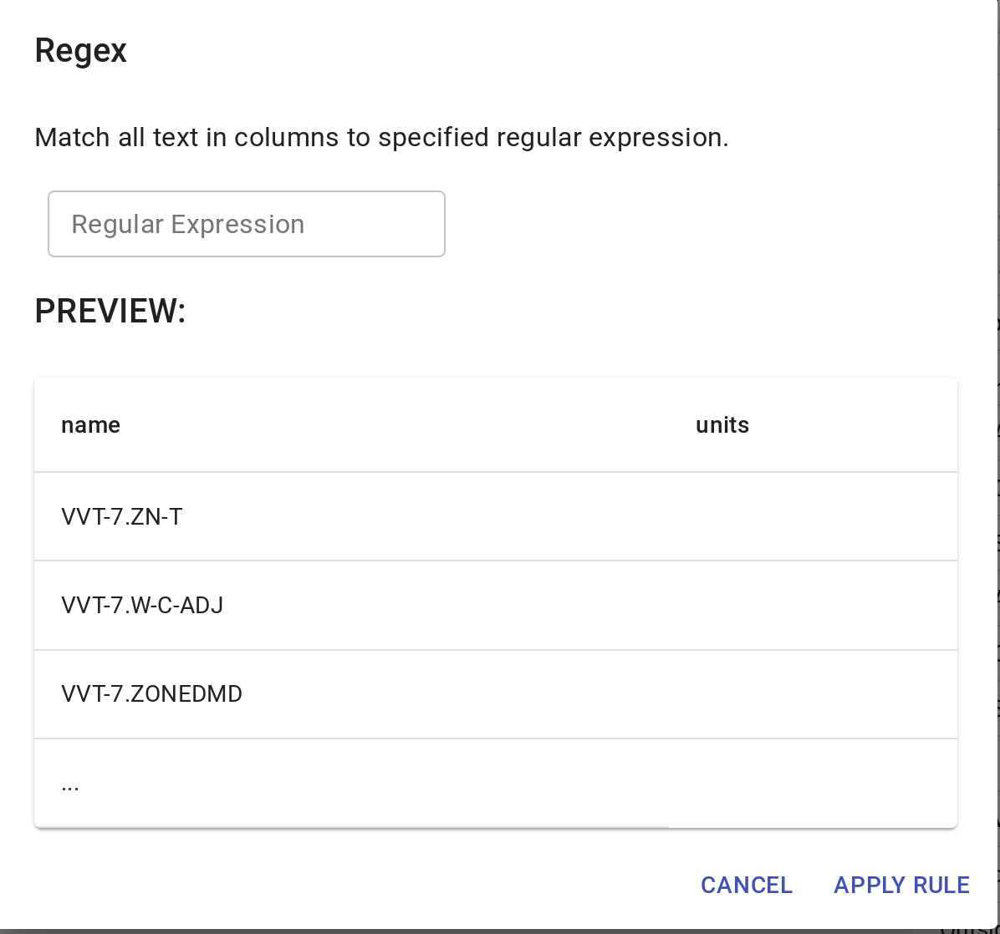 Regex
Match all text in columns to specified regular expression.
Regular Expression
PREVIEW:
name units
VVT-7.ZN-T
VVT-7.W-C-ADJ
VVT-7.ZONEDMD
...
CANCEL APPLY RULE